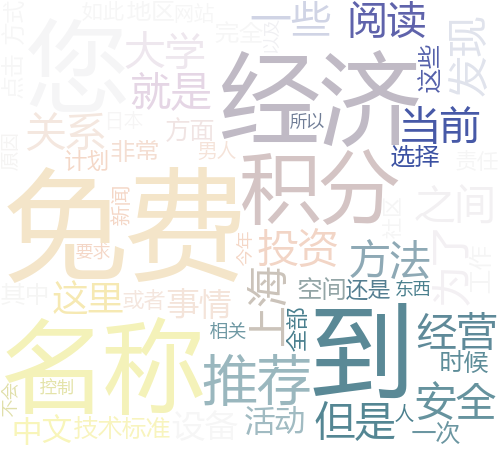 方式
如此
地区
网站
一些
阅读
发现
您
大学
完全
以及
点击
就是
经济
这些
关系
日本
方面
所以
当前
原因
计划
非常
男人
积分
选择
责任
免费
新闻
社区
之间
要求
今年
投资
方法
为了
工作
其中
这里
或者
事情
上海
空间
还是
东西
名称
相关
全部
到
经营
时候
推荐
不会
控制
安全
中文
技术
标准
设备
活动
但是
人
一次